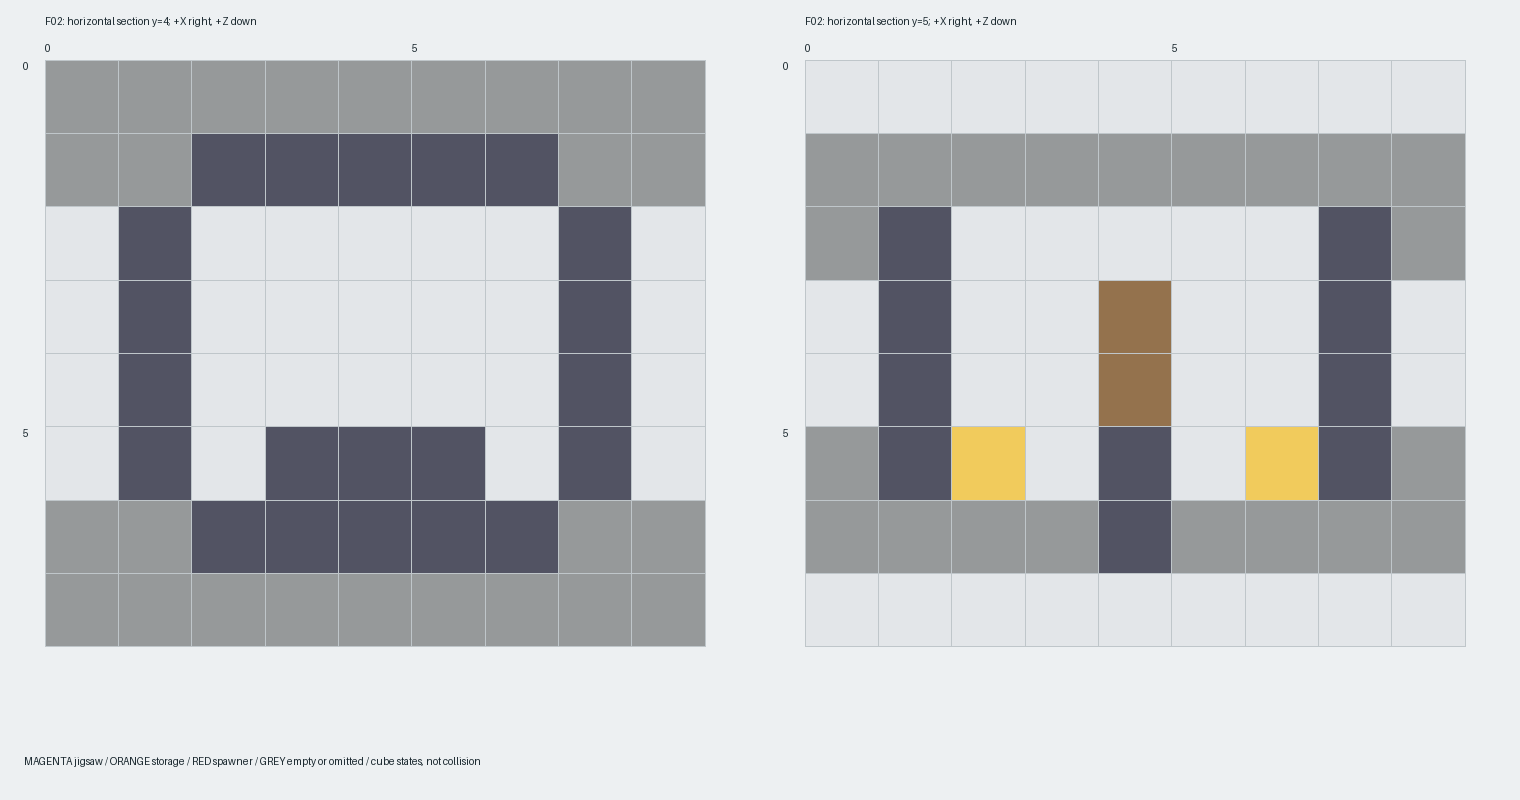 F02: horizontal section y=4; +X right, +Z down
F02: horizontal section y=5; +X right, +Z down
0 5
0 5
0
0
5
5
MAGENTA jigsaw / ORANGE storage / RED spawner / GREY empty or omitted / cube states, not collision